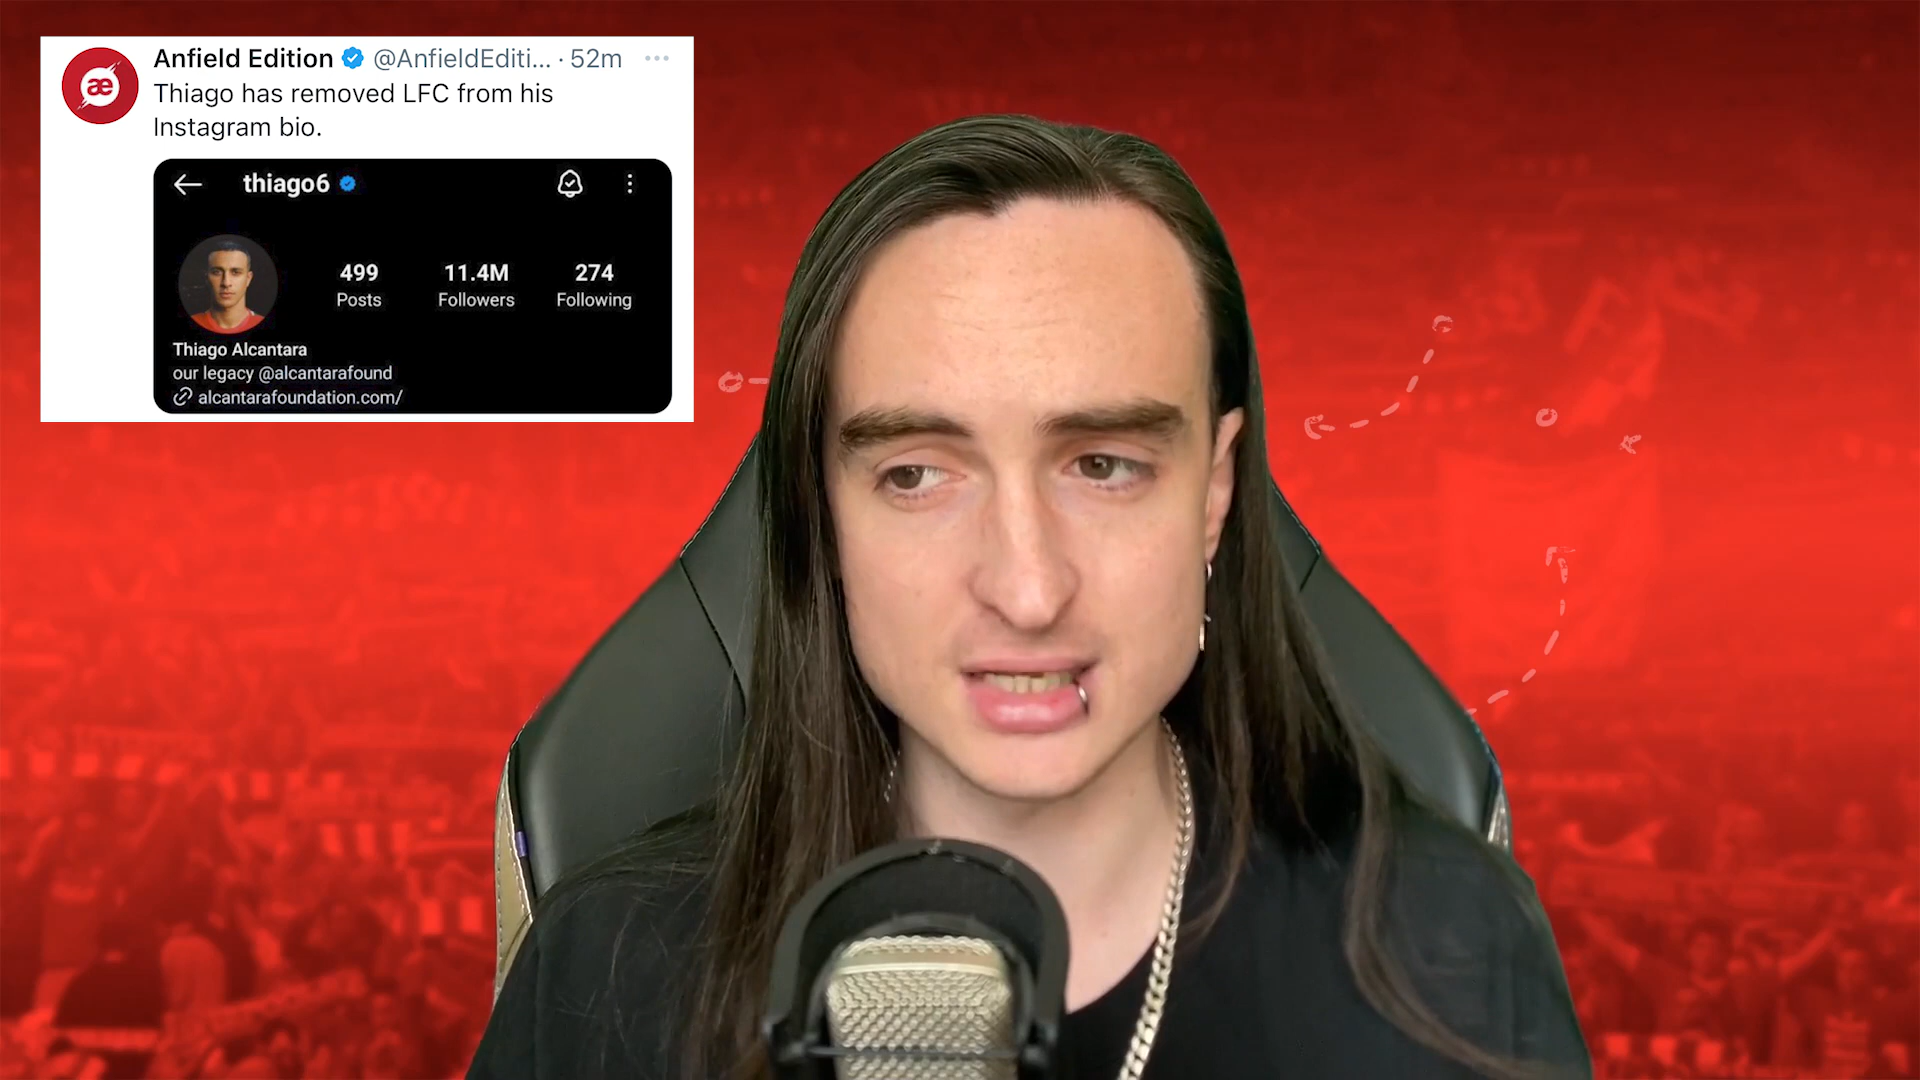 Anfield Edition @AnfieldEditi... · 52m
Thiago has removed LFC from his
Instagram bio.
æ
thiago6
499 11.4M 274
Posts Followers Following
Thiago Alcantara
our legacy @alcantarafound
alcantarafoundation.com/